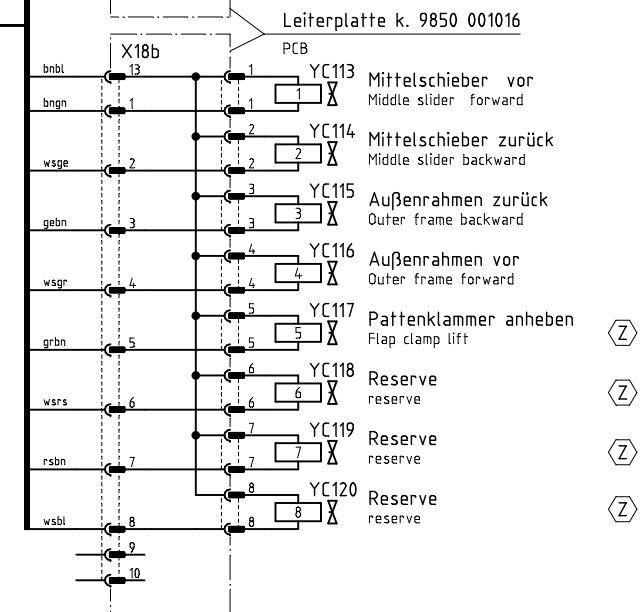 Leiterplatte k. 9850 001016
PCB
X18b
bnbl 13 1 YC113 1 Mittelschieber vor
Middle slider forward
bngn 1 1
2 YC114 2 Mittelschieber zurück
Middle slider backward
wsge 2 2
3 YC115 3 Außenrahmen zurück
Outer frame backward
gebn 3 3
4 YC116 4 Außenrahmen vor
Outer frame forward
wsgr 4 4
5 YC117 5 Pattenklammer anheben
Flap clamp lift Z
grbn 5 5
6 YC118 6 Reserve
reserve Z
wsrs 6 6
7 YC119 7 Reserve
reserve Z
rsbn 7 7
8 YC120 8 Reserve
reserve Z
wsbl 8 8
9
10